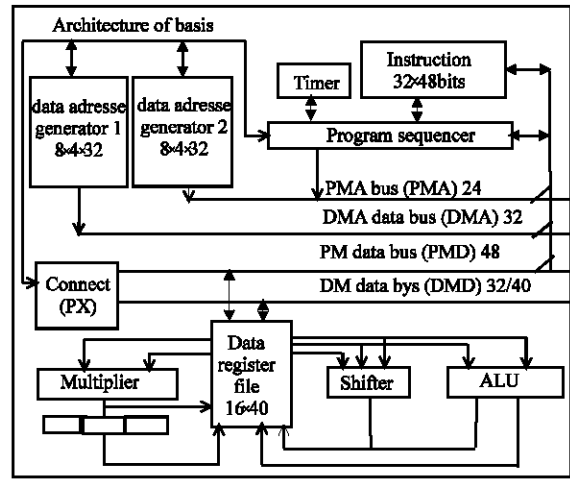 Architecture of basis
data adresse
generator 1
8×4×32
data adresse
generator 2
8×4×32
Timer
Instruction
32×48bits
Program sequencer
PMA bus (PMA) 24
DMA data bus (DMA) 32
PM data bus (PMD) 48
DM data bys (DMD) 32/40
Connect
(PX)
Data
register
file
16×40
Multiplier
Shifter
ALU